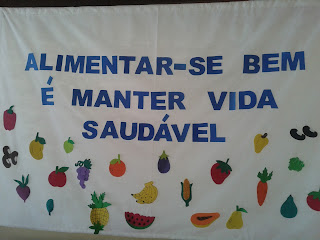 ALIMENTAR-SE BEM
É MANTER VIDA
SAUDÁVEL